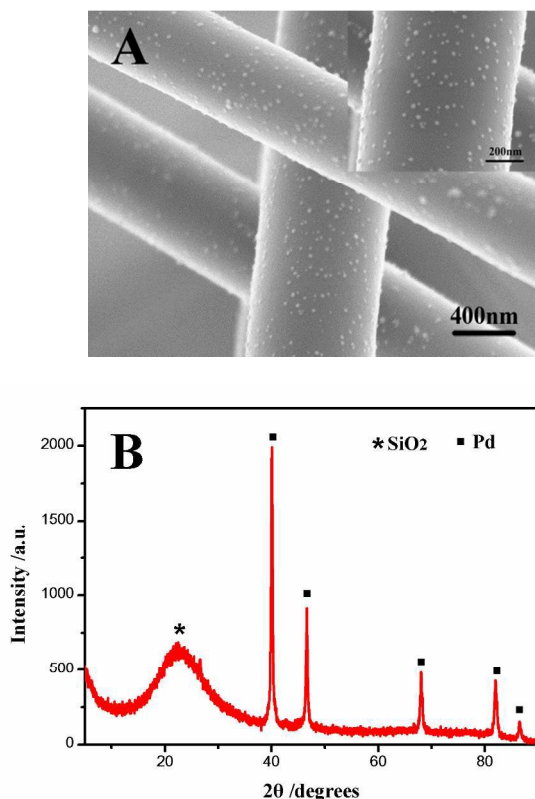 A
200nm
400nm
B
* SiO2 ■ Pd
2000
1500
1000
500
0
Intensity /a.u.
*
20 40 60 80
2θ /degrees